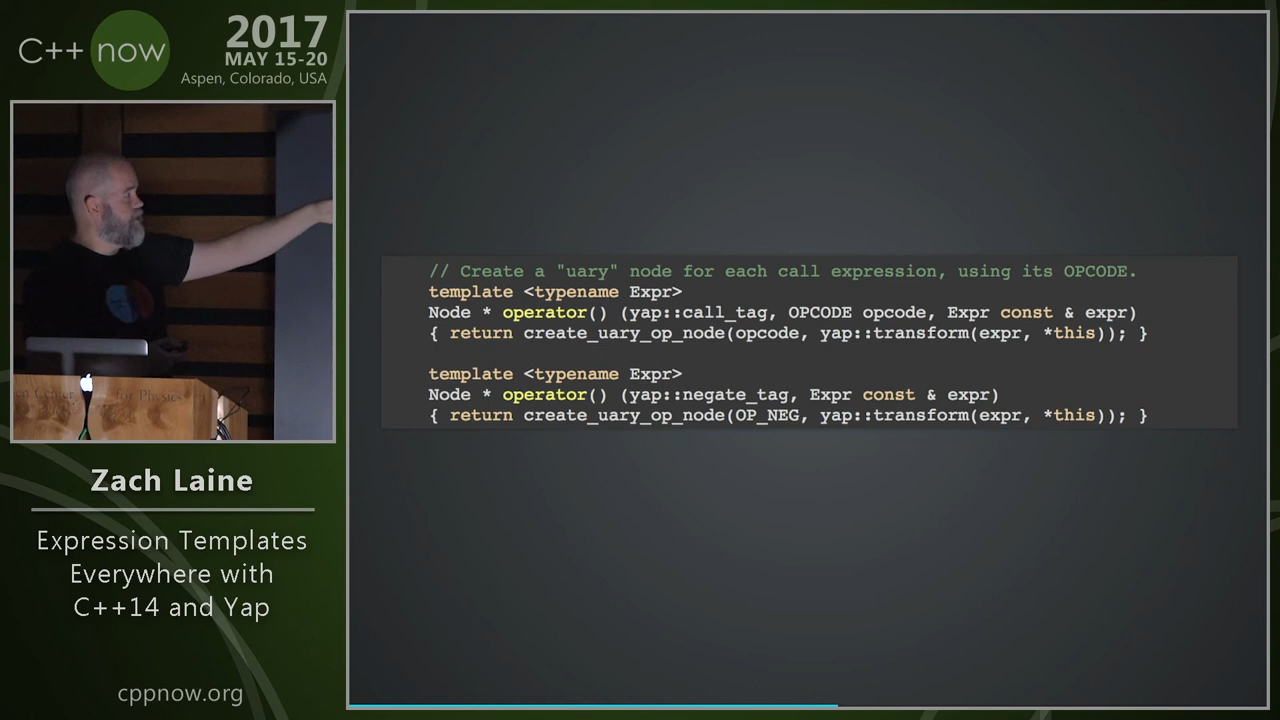 C++ now
2017
MAY 15-20
Aspen, Colorado, USA
for Physics
Zach Laine
Expression Templates
Everywhere with
C++14 and Yap
cppnow.org
// Create a "uary" node for each call expression, using its OPCODE.
template <typename Expr>
Node * operator() (yap::call_tag, OPCODE opcode, Expr const & expr)
{ return create_uary_op_node(opcode, yap::transform(expr, *this)); }
template <typename Expr>
Node * operator() (yap::negate_tag, Expr const & expr)
{ return create_uary_op_node(OP_NEG, yap::transform(expr, *this)); }